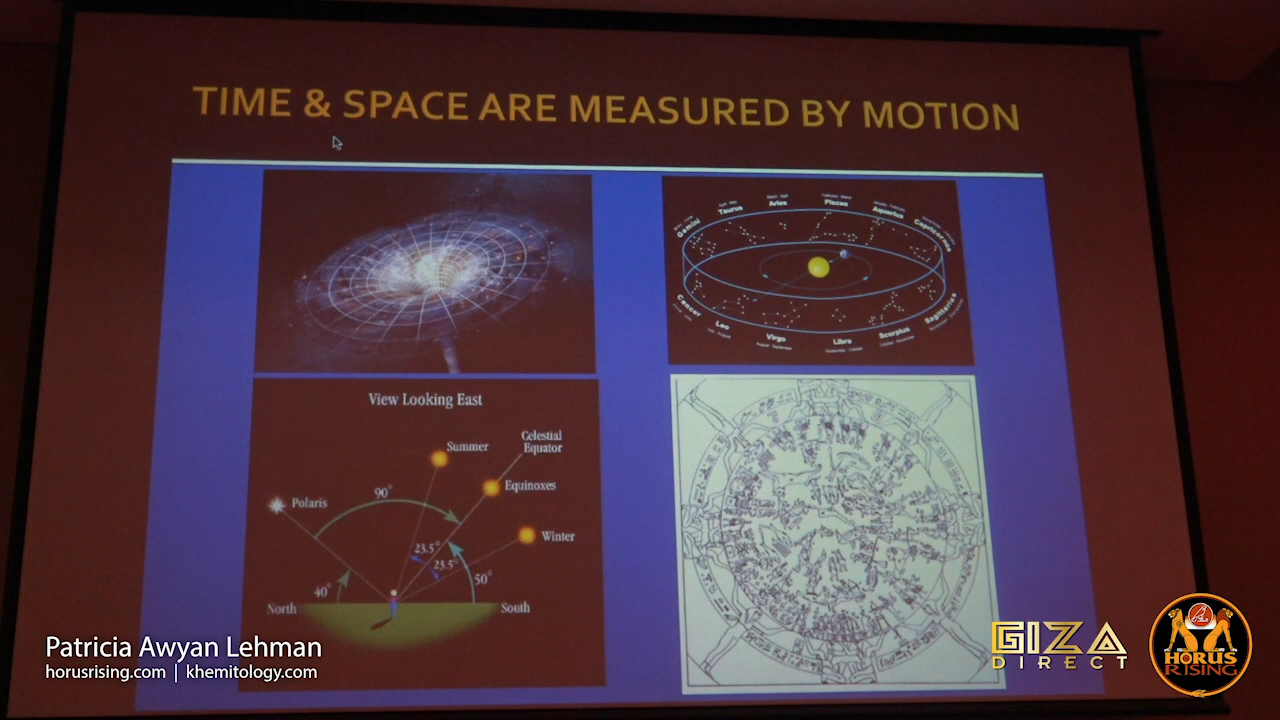 TIME & SPACE ARE MEASURED BY MOTION
Taurus
Aries
Pisces
Aquarius
Capricornus
Gemini
Cancer
Leo
Virgo
Libra
Scorpius
Sagittarius
View Looking East
Summer
Celestial
Equator
Equinoxes
Polaris
90°
Winter
23.5°
23.5°
40°
50°
North
South
Patricia Awyan Lehman
horusrising.com | khemitology.com
GIZA
DIRECT
HORUS
RISING